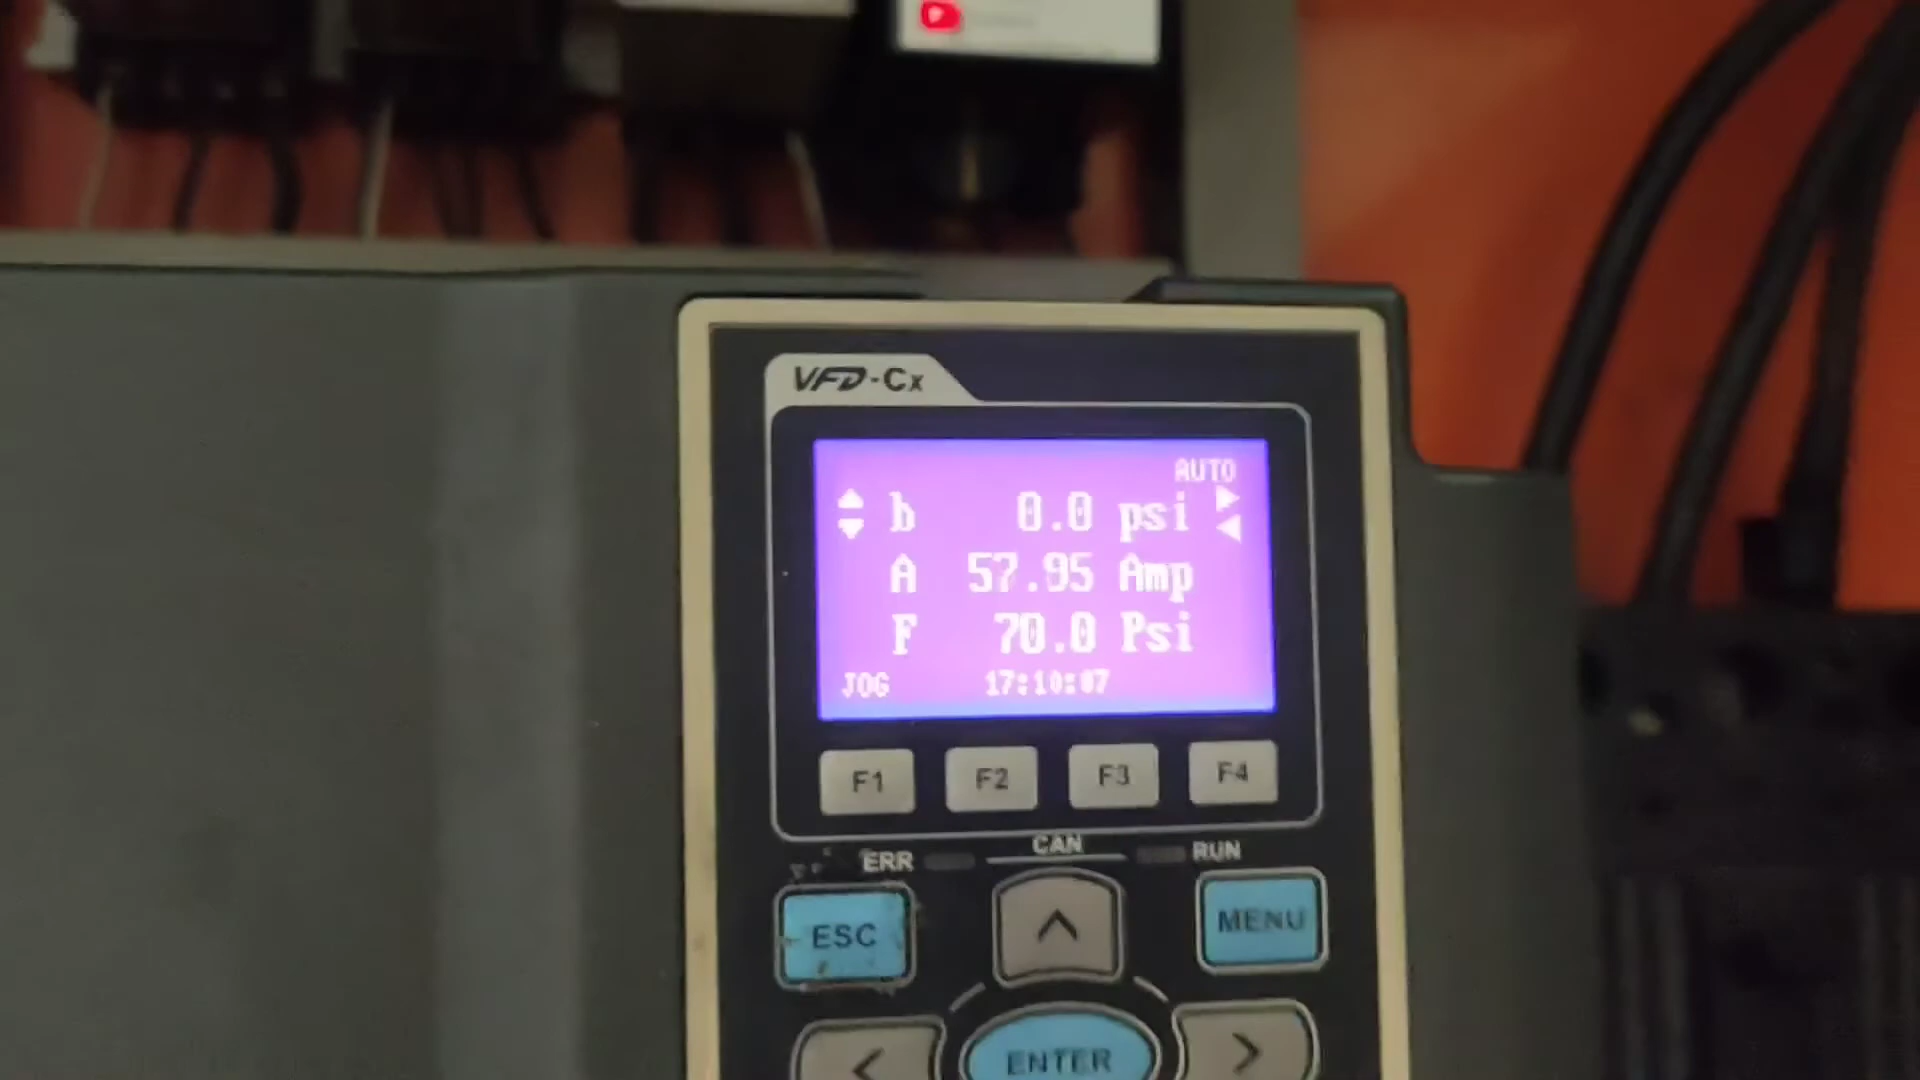 VFD-Cx
AUTO
b 0.0 psi
A 57.95 Amp
F 70.0 Psi
JOG 17:10:07
F1 F2 F3 F4
ERR CAN RUN
ESC MENU
ENTER